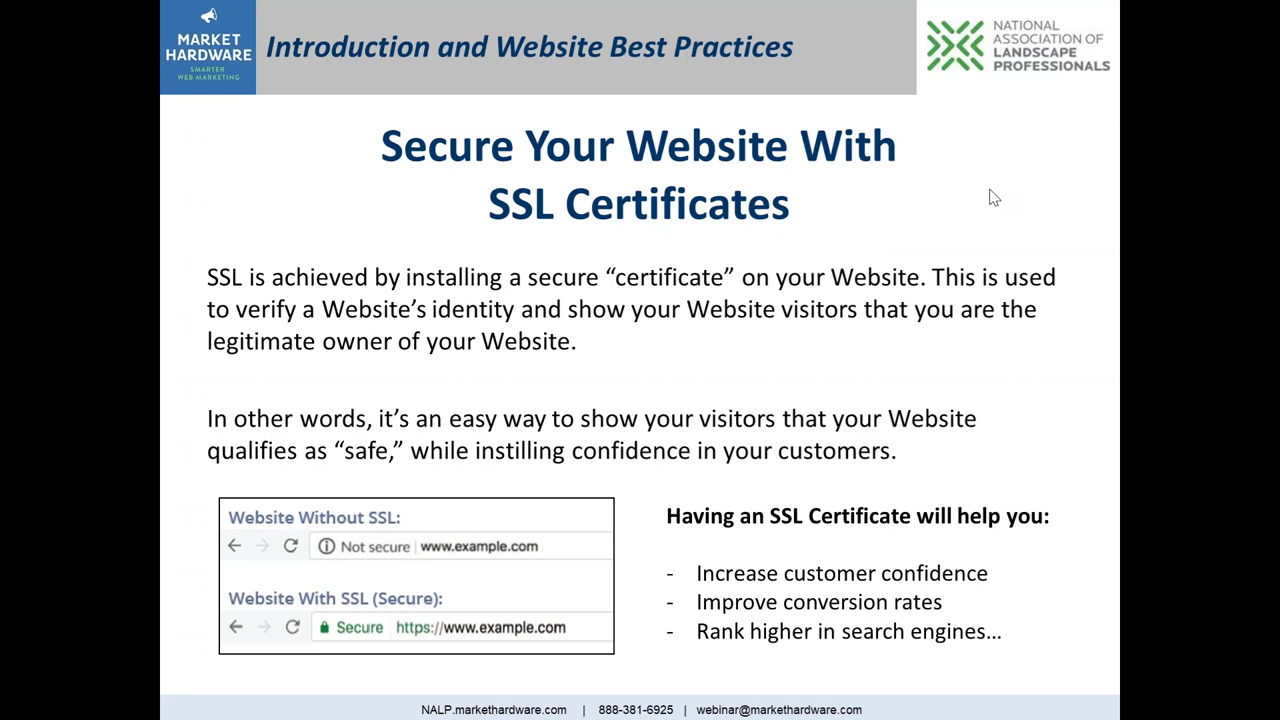 MARKET
HARDWARE
SMARTER
WEB MARKETING
Introduction and Website Best Practices
NATIONAL
ASSOCIATION OF
LANDSCAPE
PROFESSIONALS
Secure Your Website With
SSL Certificates
SSL is achieved by installing a secure “certificate” on your Website. This is used
to verify a Website’s identity and show your Website visitors that you are the
legitimate owner of your Website.
In other words, it’s an easy way to show your visitors that your Website
qualifies as “safe,” while instilling confidence in your customers.
Website Without SSL:
Not secure | www.example.com
Website With SSL (Secure):
Secure https://www.example.com
Having an SSL Certificate will help you:
- Increase customer confidence
- Improve conversion rates
- Rank higher in search engines…
NALP.markethardware.com | 888-381-6925 | webinar@markethardware.com